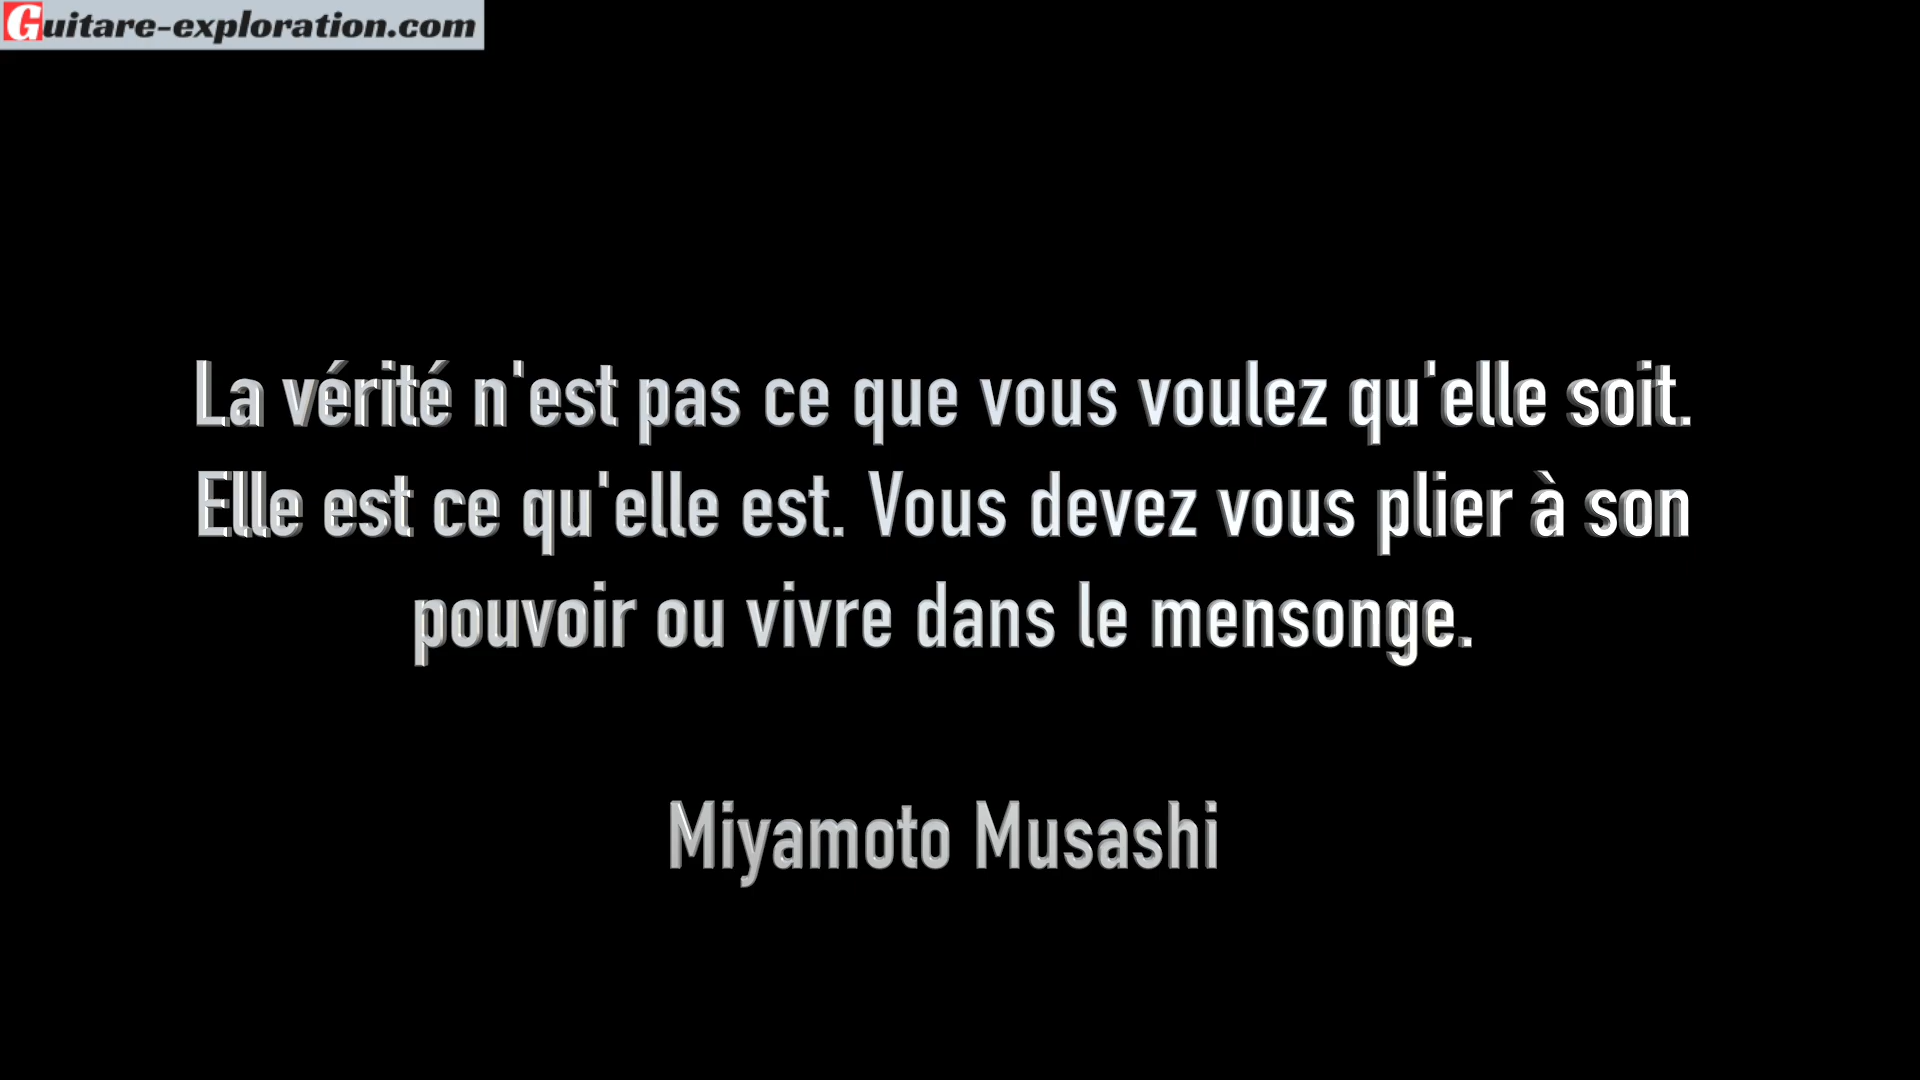 Guitare-exploration.com
La vérité n'est pas ce que vous voulez qu'elle soit.
Elle est ce qu'elle est. Vous devez vous plier à son
pouvoir ou vivre dans le mensonge.
Miyamoto Musashi